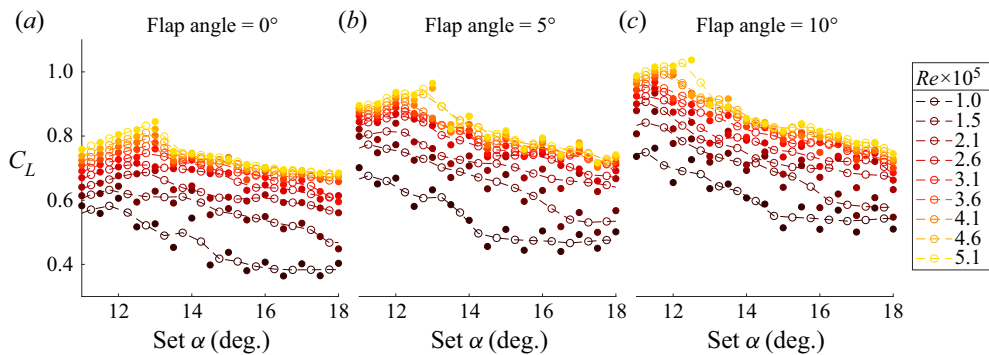 (a) Flap angle = 0° (b) Flap angle = 5° (c) Flap angle = 10°
1.0
0.8
C_L
0.6
0.4
12 14 16 18 12 14 16 18 12 14 16 18
Set α (deg.) Set α (deg.) Set α (deg.)
Re×10⁵
1.0
1.5
2.1
2.6
3.1
3.6
4.1
4.6
5.1